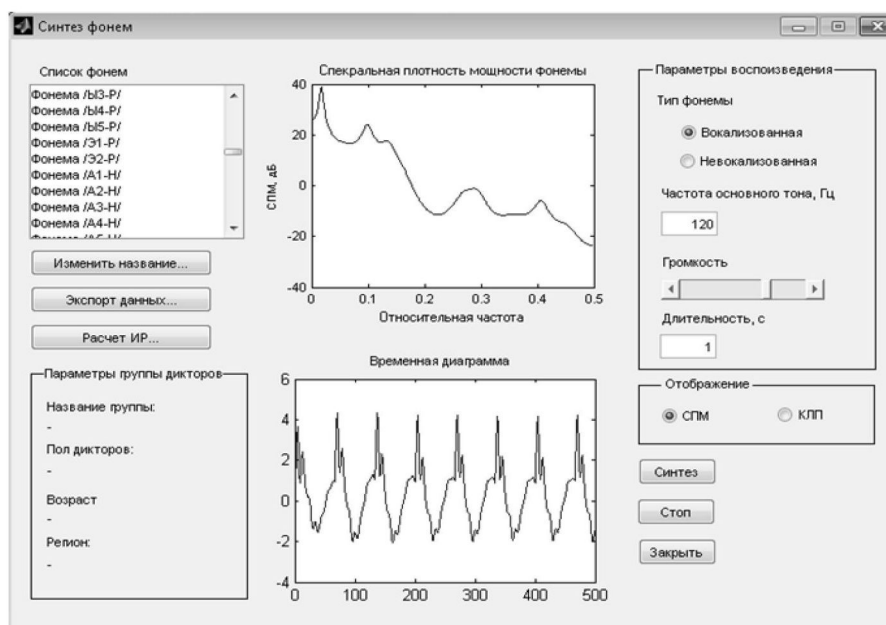 Синтез фонем
Список фонем
Фонема /Ы3-Р/
Фонема /Ы4-Р/
Фонема /Ы5-Р/
Фонема /Э1-Р/
Фонема /Э2-Р/
Фонема /А1-Н/
Фонема /А2-Н/
Фонема /А3-Н/
Фонема /А4-Н/
Фонема /А5-Н/
Изменить название...
Экспорт данных...
Расчет ИР...
Параметры группы дикторов
Название группы:
-
Пол дикторов:
-
Возраст
-
Регион:
-
Спекральная плотность мощности фонемы
СПМ, дБ
40
20
0
-20
-40
0 0.1 0.2 0.3 0.4 0.5
Относительная частота
Временная диаграмма
6
4
2
0
-2
-4
0 100 200 300 400 500
Параметры воспоизведения
Тип фонемы
Вокализованная
Невокализованная
Частота основного тона, Гц
120
Громкость
Длительность, с
1
Отображение
СПМ КЛП
Синтез
Стоп
Закрыть